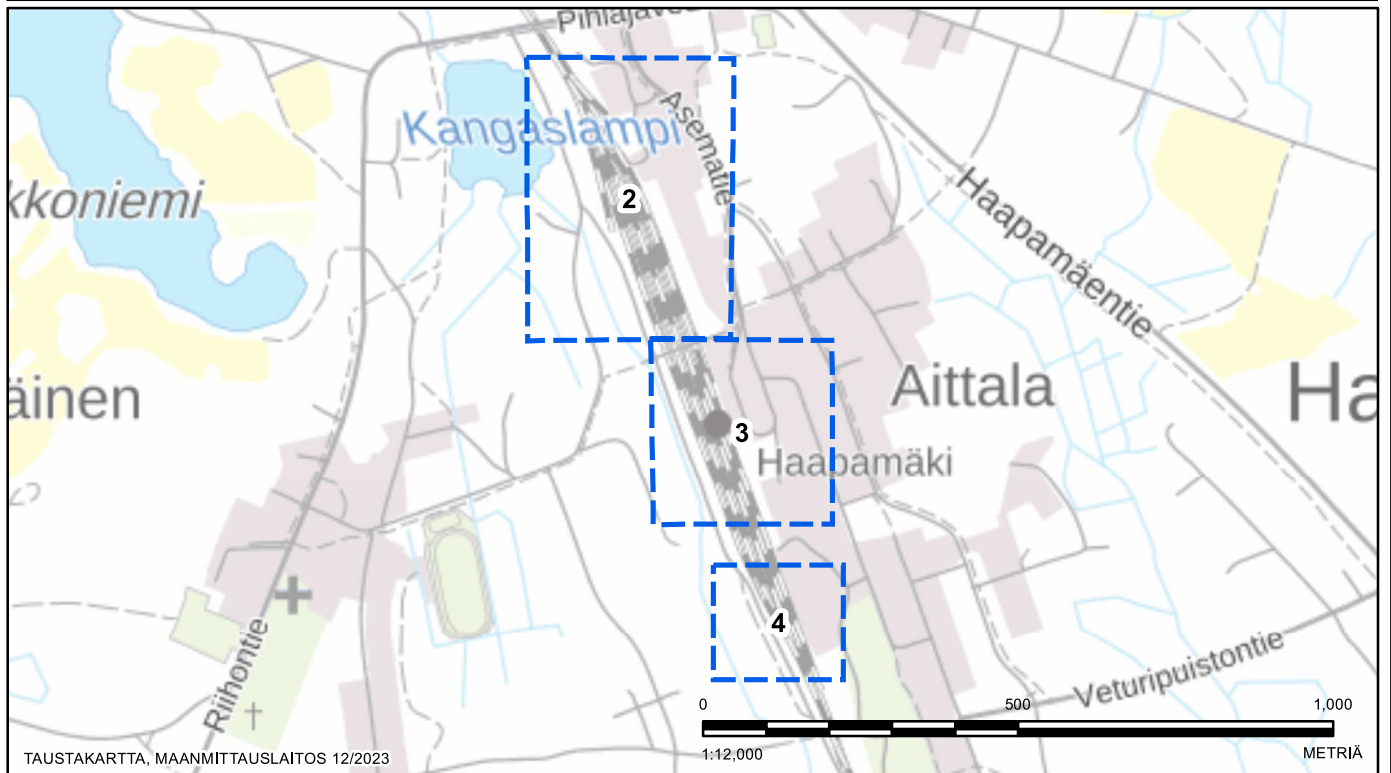 Pihlajave
Kangaslampi
Asematie
kkoniemi
2
Haapamäentie
äinen
Aittala
Ha
3
Haapamäki
4
Riihontie
Veturipuistontie
0 500 1,000
1:12,000 METRIÄ
TAUSTAKARTTA, MAANMITTAUSLAITOS 12/2023